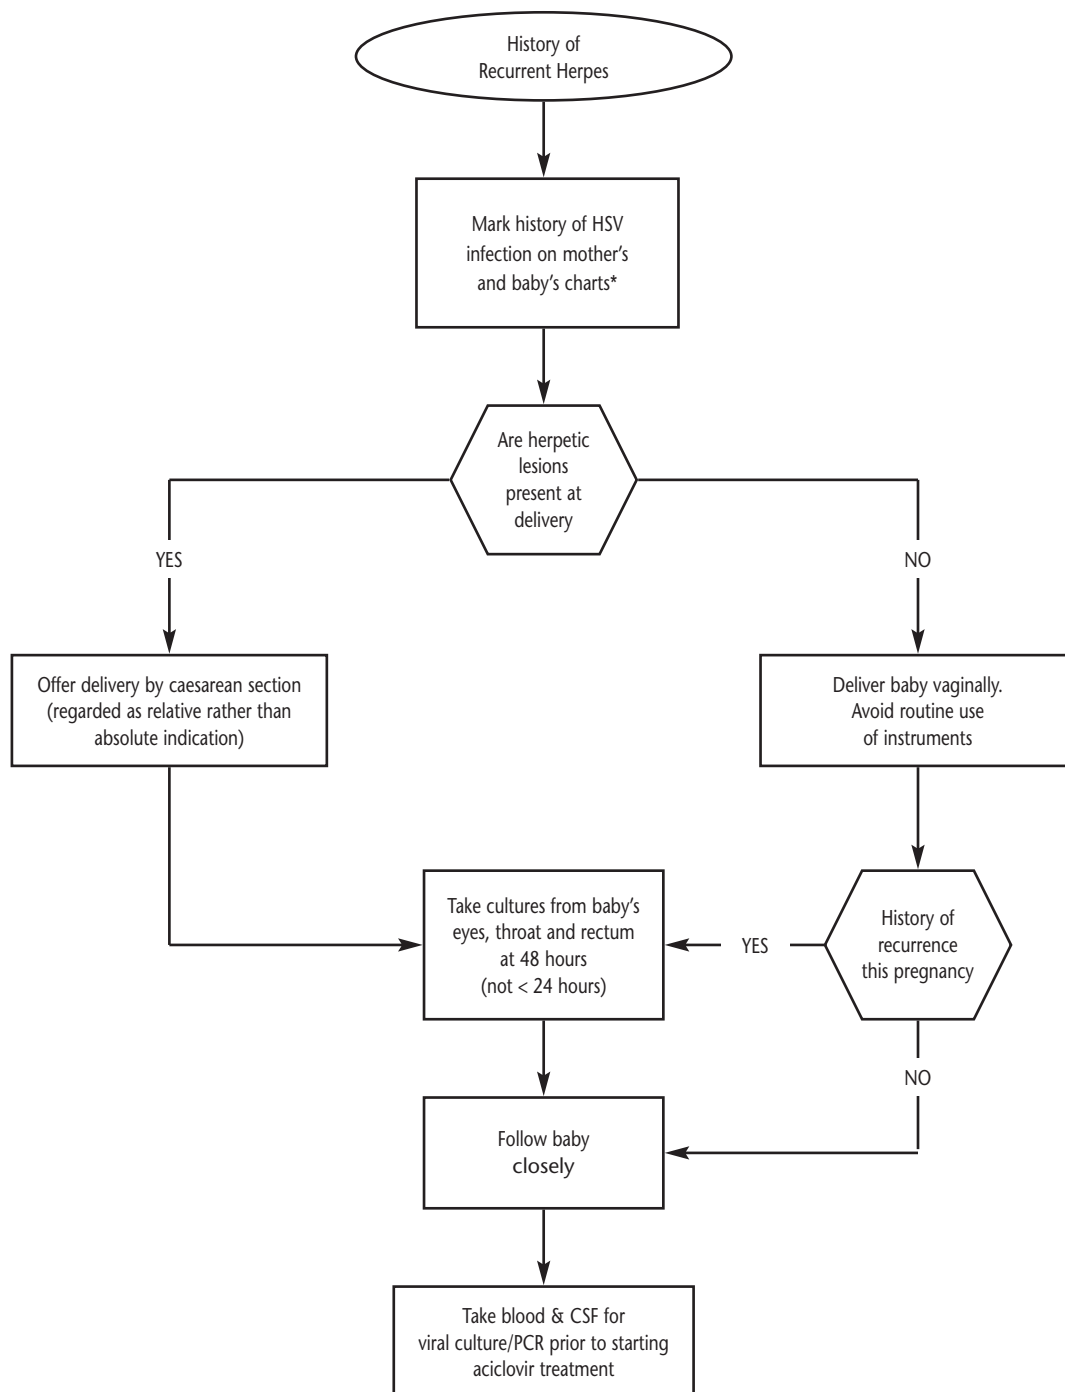 History of
Recurrent Herpes
Mark history of HSV
infection on mother’s
and baby’s charts*
Are herpetic
lesions
present at
delivery
YES
NO
Offer delivery by caesarean section
(regarded as relative rather than
absolute indication)
Deliver baby vaginally.
Avoid routine use
of instruments
Take cultures from baby’s
eyes, throat and rectum
at 48 hours
(not < 24 hours)
YES
History of
recurrence
this pregnancy
NO
Follow baby
closely
Take blood & CSF for
viral culture/PCR prior to starting
aciclovir treatment